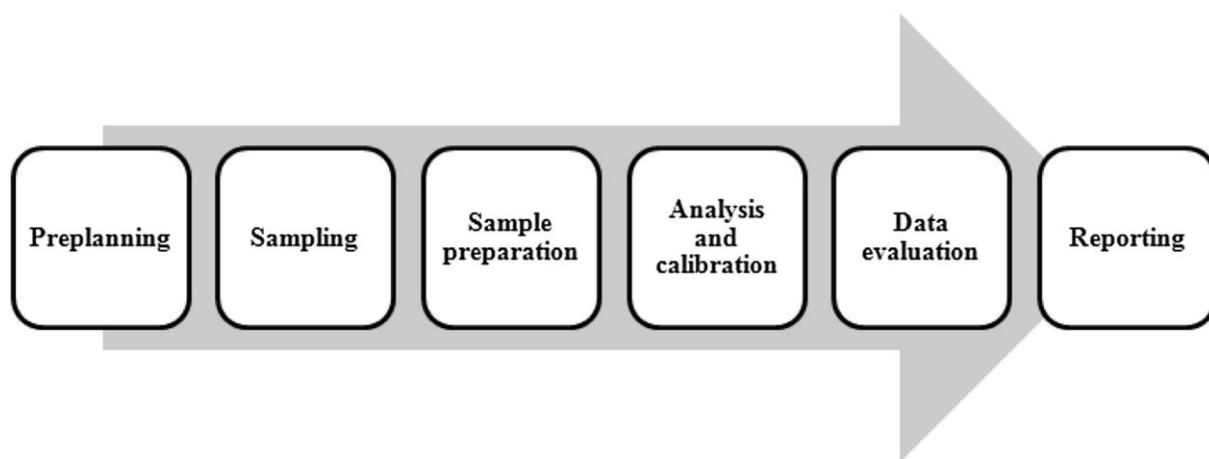 Preplanning
Sampling
Sample
preparation
Analysis
and
calibration
Data
evaluation
Reporting